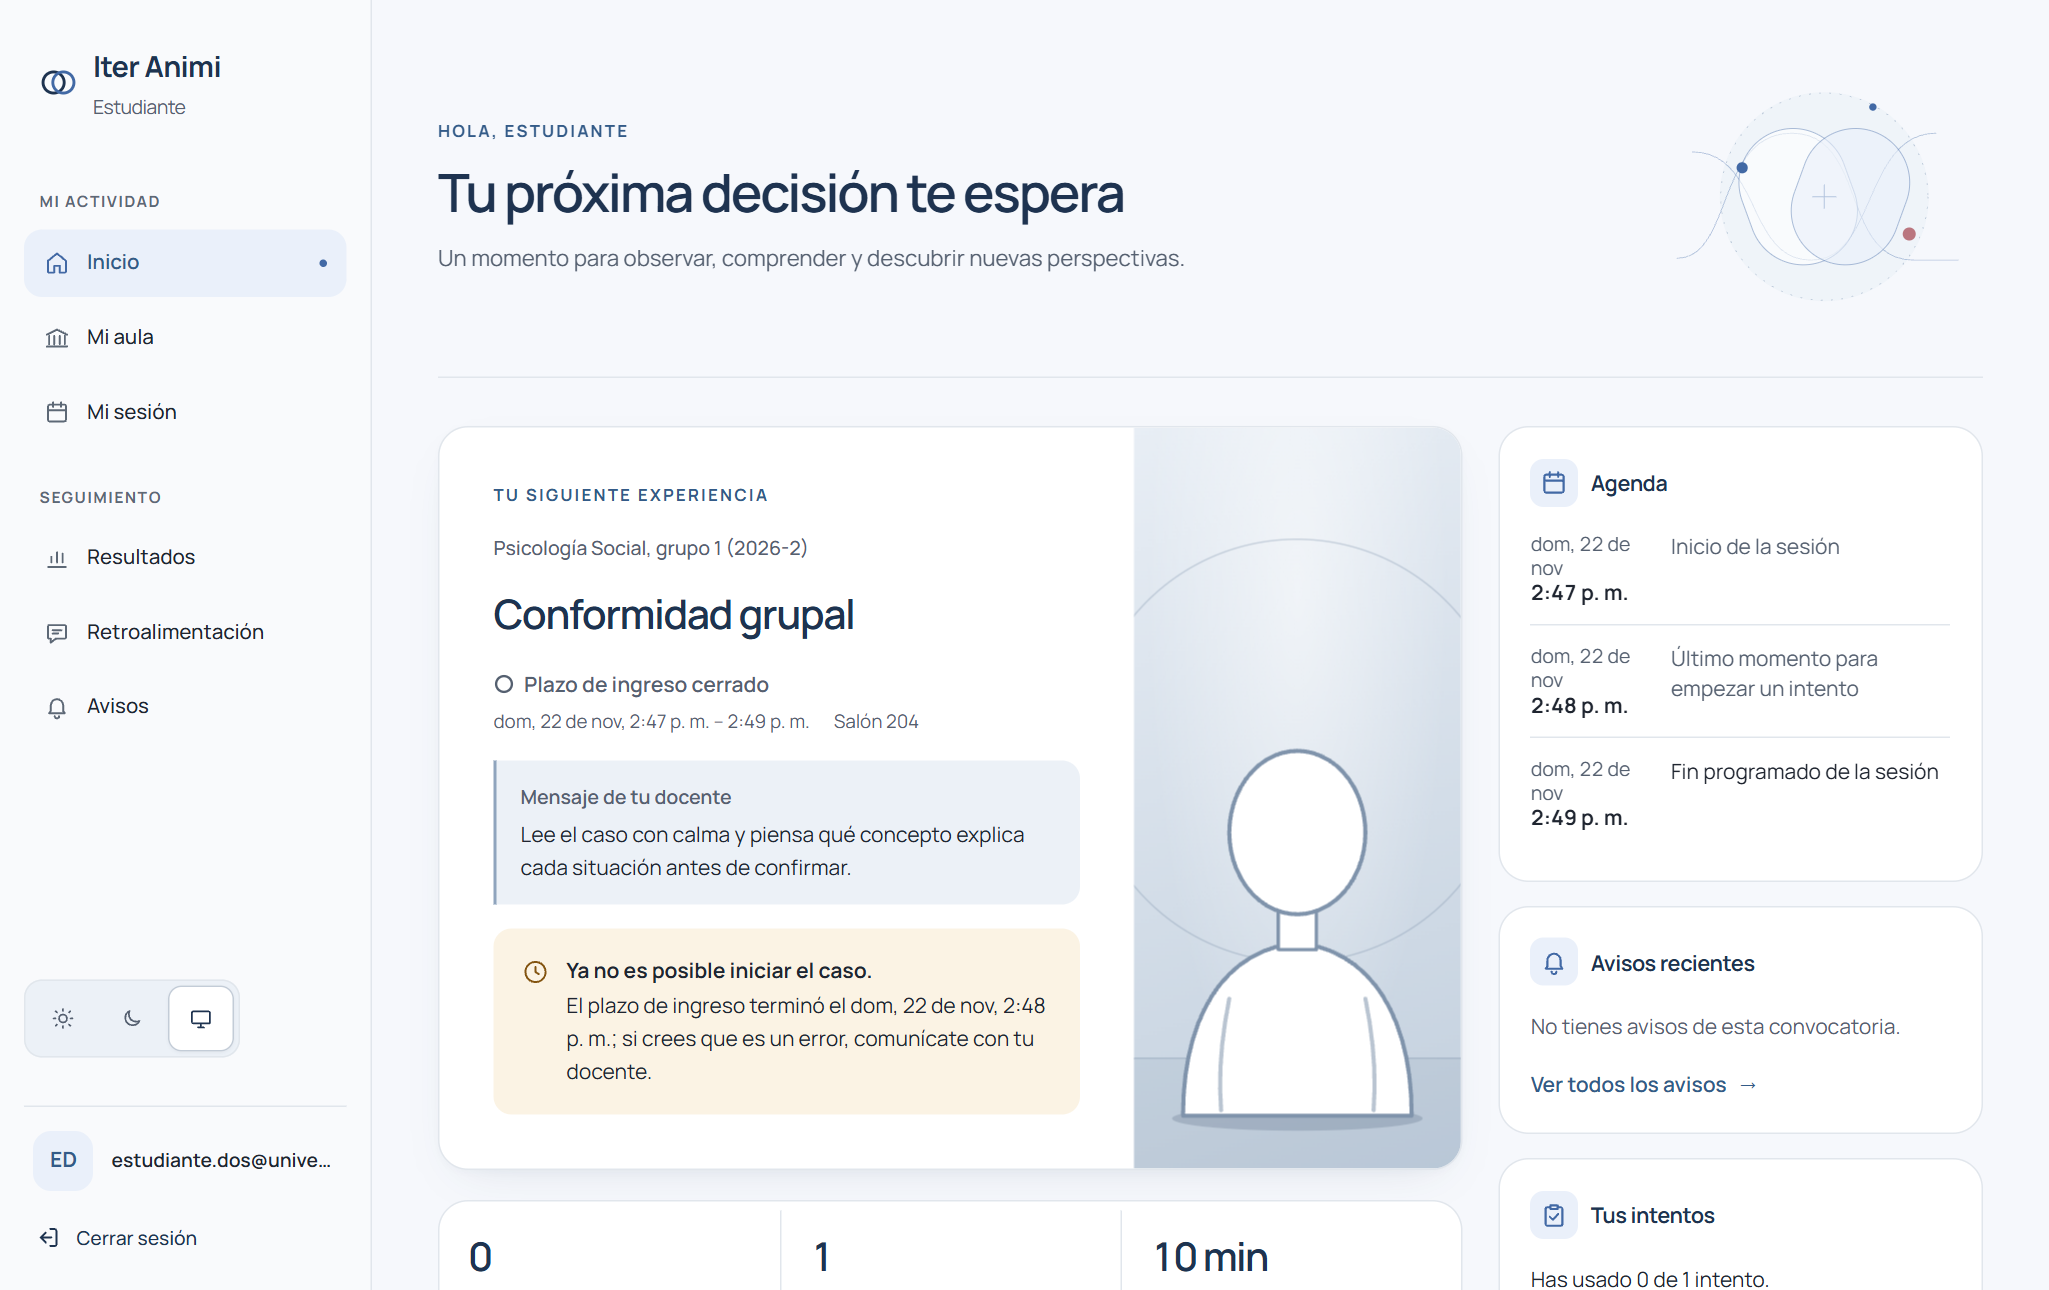 Iter Animi
Estudiante
MI ACTIVIDAD
Inicio
Mi aula
Mi sesión
SEGUIMIENTO
Resultados
Retroalimentación
Avisos
ED
estudiante.dos@unive...
Cerrar sesión
HOLA, ESTUDIANTE
Tu próxima decisión te espera
Un momento para observar, comprender y descubrir nuevas perspectivas.
TU SIGUIENTE EXPERIENCIA
Psicología Social, grupo 1 (2026-2)
Conformidad grupal
Plazo de ingreso cerrado
dom, 22 de nov, 2:47 p. m. – 2:49 p. m. Salón 204
Mensaje de tu docente
Lee el caso con calma y piensa qué concepto explica
cada situación antes de confirmar.
Ya no es posible iniciar el caso.
El plazo de ingreso terminó el dom, 22 de nov, 2:48
p. m.; si crees que es un error, comunícate con tu
docente.
0
1
10 min
Agenda
dom, 22 de
nov
2:47 p. m.
Inicio de la sesión
dom, 22 de
nov
2:48 p. m.
Último momento para
empezar un intento
dom, 22 de
nov
2:49 p. m.
Fin programado de la sesión
Avisos recientes
No tienes avisos de esta convocatoria.
Ver todos los avisos →
Tus intentos
Has usado 0 de 1 intento.